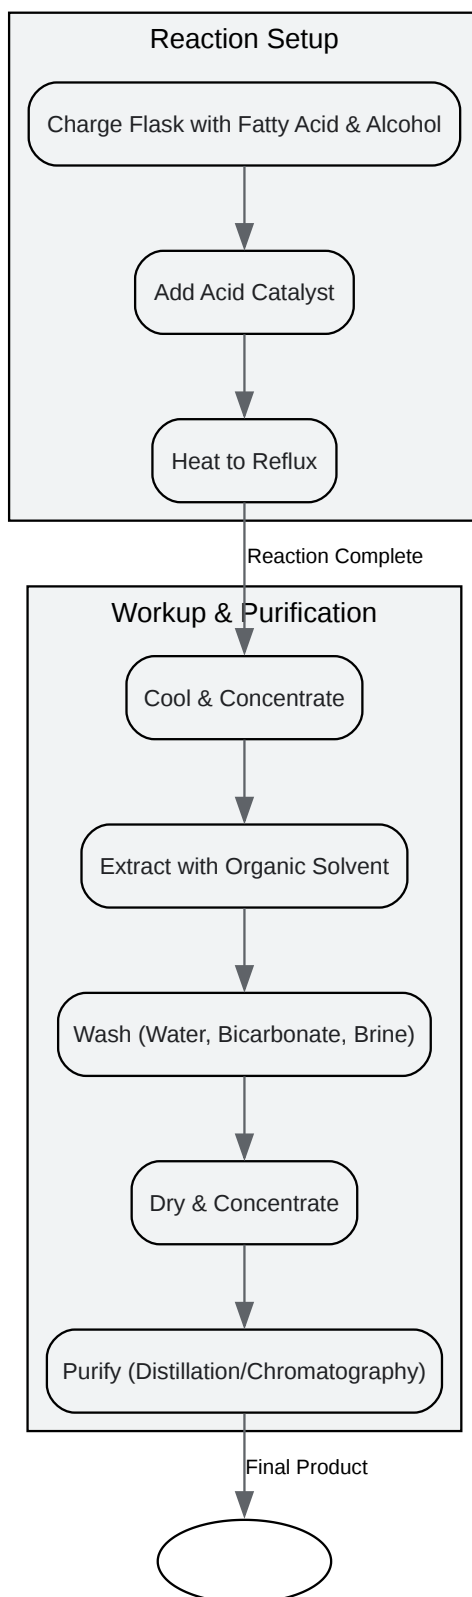 Reaction Setup
Charge Flask with Fatty Acid & Alcohol
Add Acid Catalyst
Heat to Reflux
Reaction Complete
Workup & Purification
Cool & Concentrate
Extract with Organic Solvent
Wash (Water, Bicarbonate, Brine)
Dry & Concentrate
Purify (Distillation/Chromatography)
Final Product